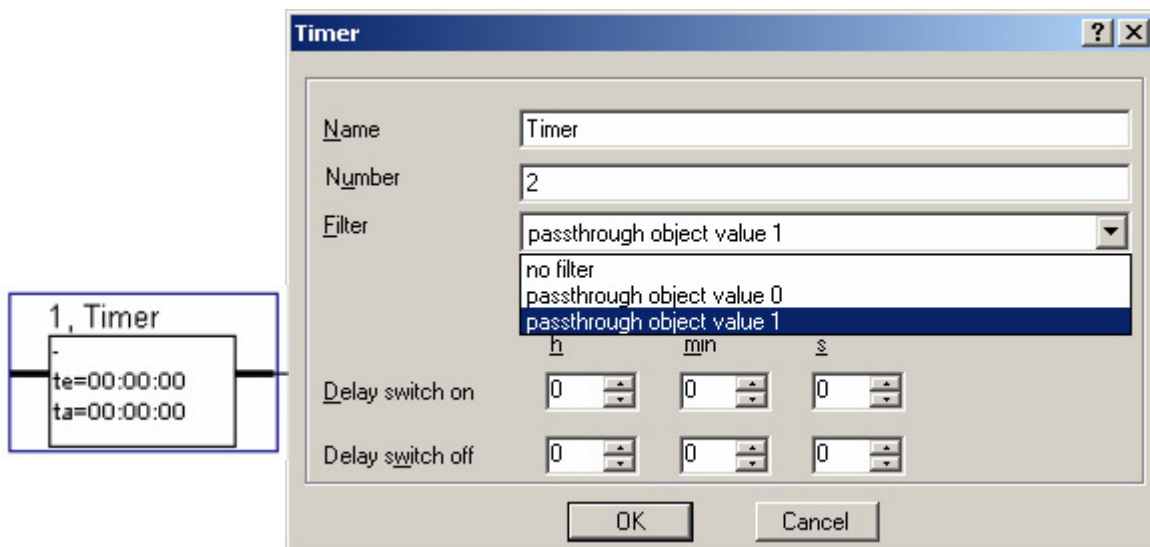 1, Timer
-
te=00:00:00
ta=00:00:00
Timer
Name Timer
Number 2
Filter passthrough object value 1
no filter
passthrough object value 0
passthrough object value 1
h min s
Delay switch on 0 0 0
Delay switch off 0 0 0
OK Cancel